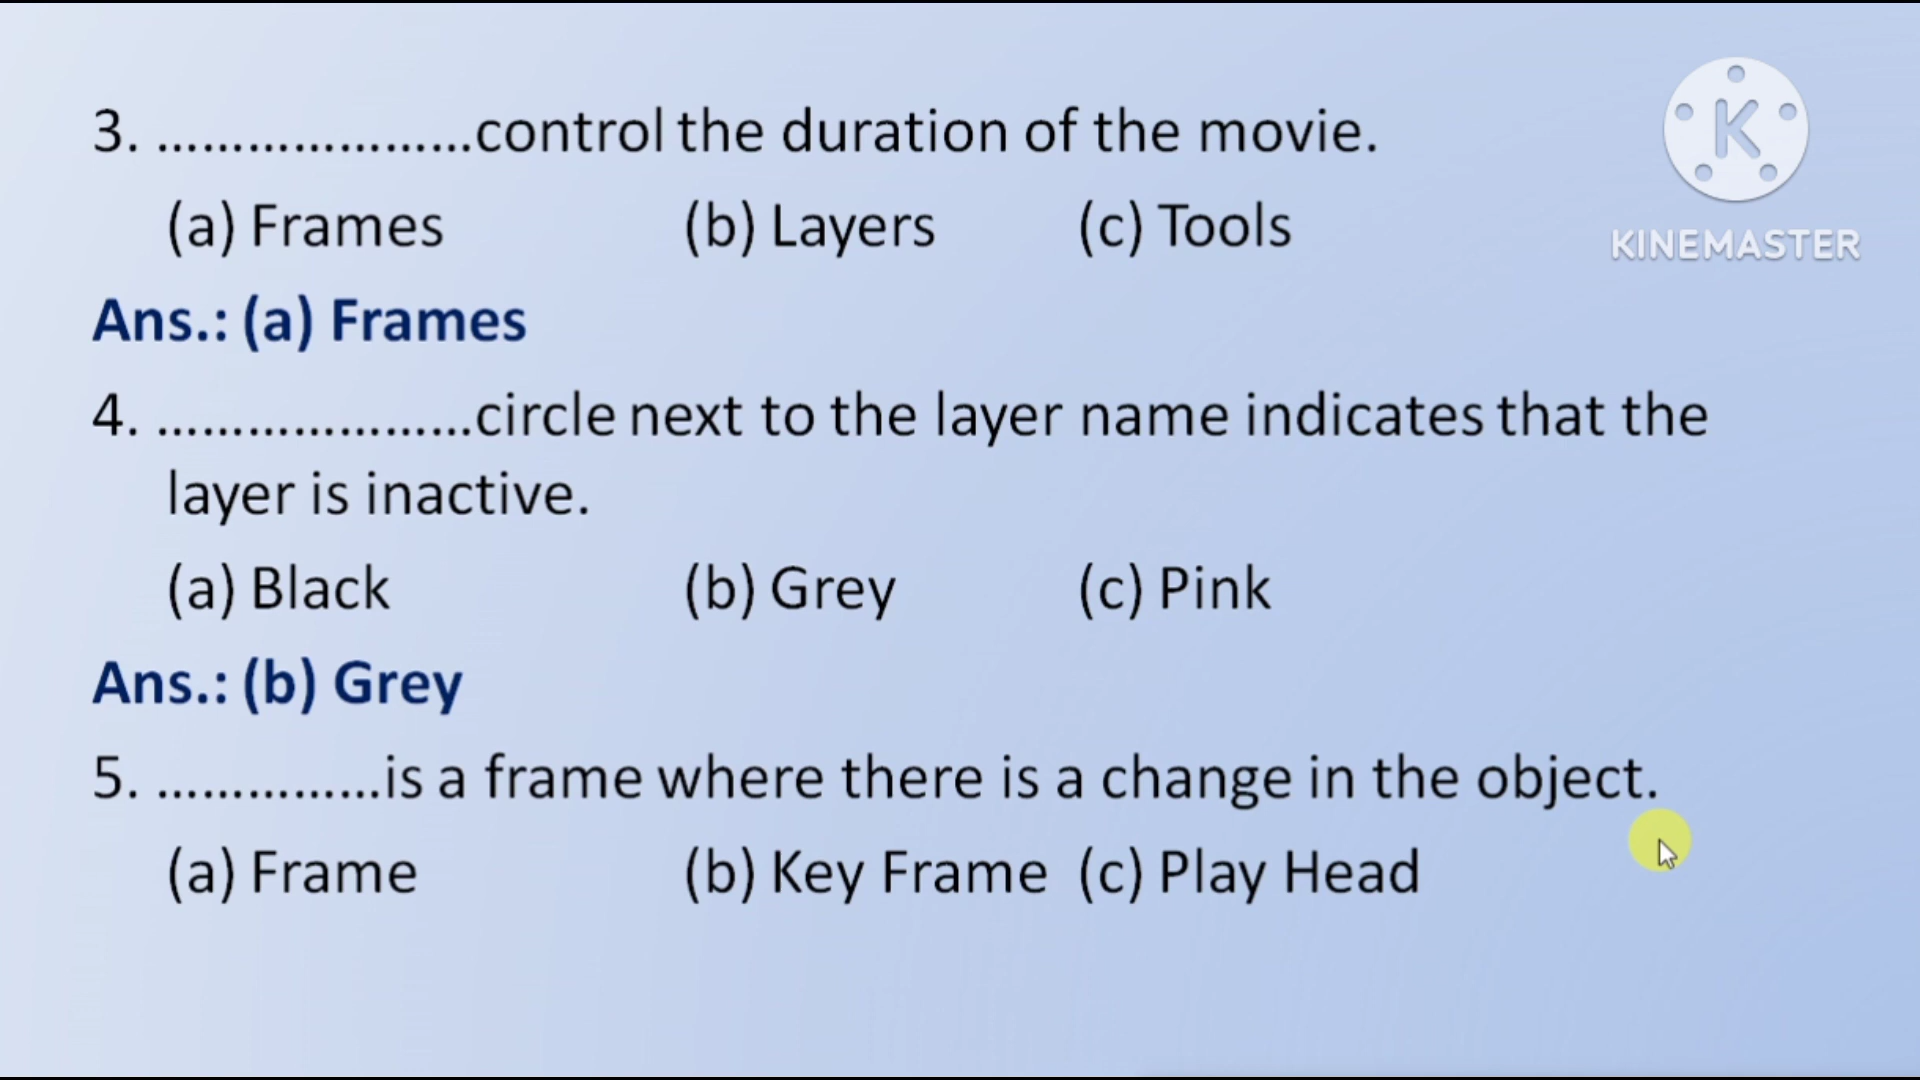 3. .....................control the duration of the movie.
(a) Frames (b) Layers (c) Tools
Ans.: (a) Frames
4. .....................circle next to the layer name indicates that the
layer is inactive.
(a) Black (b) Grey (c) Pink
Ans.: (b) Grey
5. ...............is a frame where there is a change in the object.
(a) Frame (b) Key Frame (c) Play Head
K
KINEMASTER